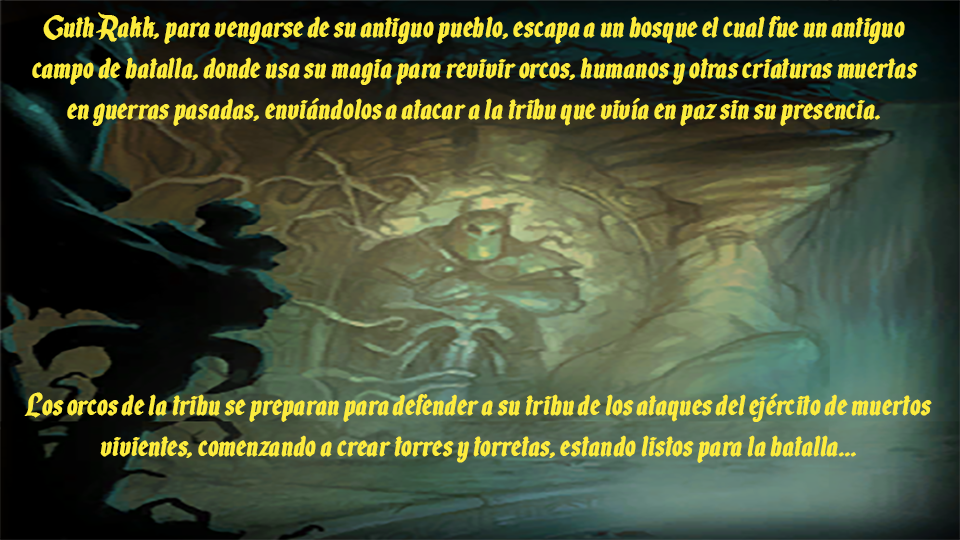 Guth Rakk, para vengarse de su antiguo pueblo, escapa a un bosque el cual fue un antiguo
campo de batalla, donde usa su magia para revivir orcos, humanos y otras criaturas muertas
en guerras pasadas, enviándolos a atacar a la tribu que vivía en paz sin su presencia.
Los orcos de la tribu se preparan para defender a su tribu de los ataques del ejército de muertos
vivientes, comenzando a crear torres y torretas, estando listos para la batalla...